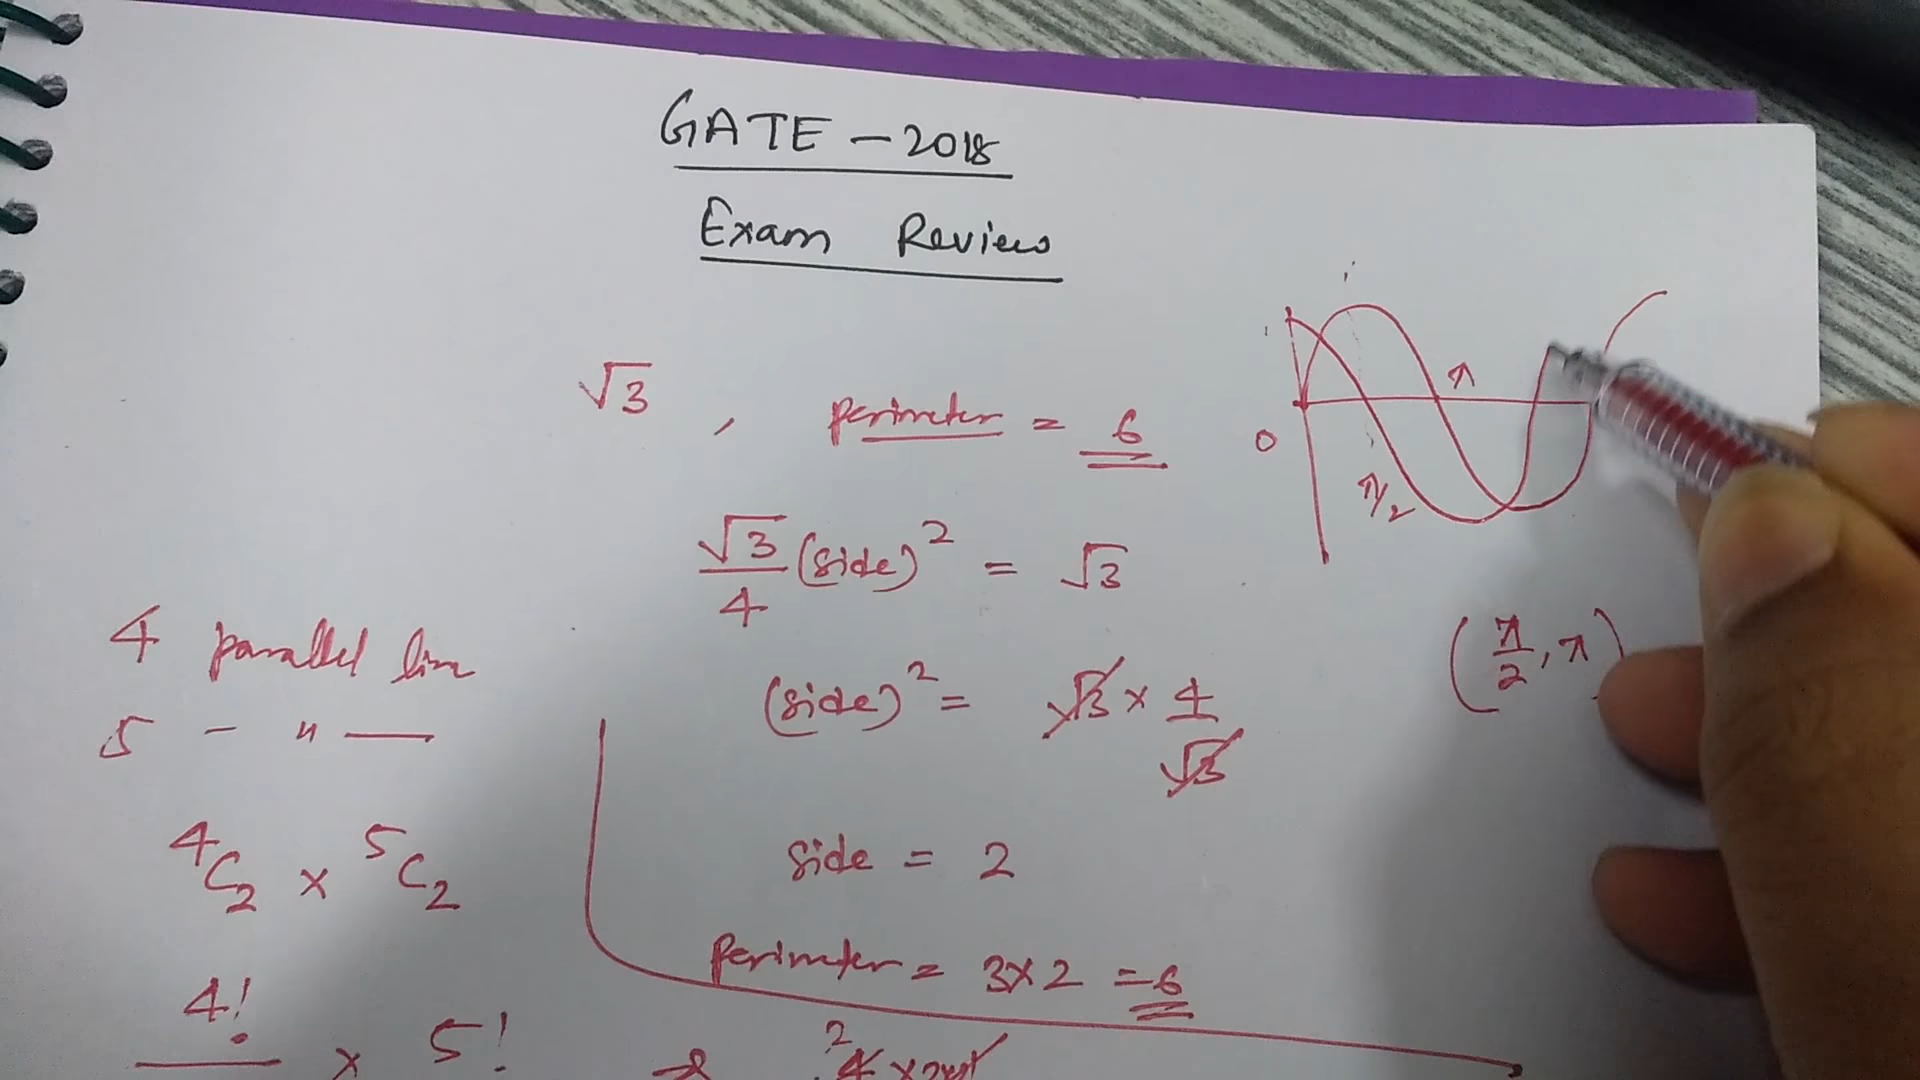 GATE - 2018
Exam Review
√3 , perimeter = 6
√3/4 (side)² = √3
(side)² = √3 × 4/√3
side = 2
perimeter = 3×2 = 6
4 parallel line
5 - " —
⁴C₂ × ⁵C₂
4!
× 5!
0
π/2
π
(π/2, π)